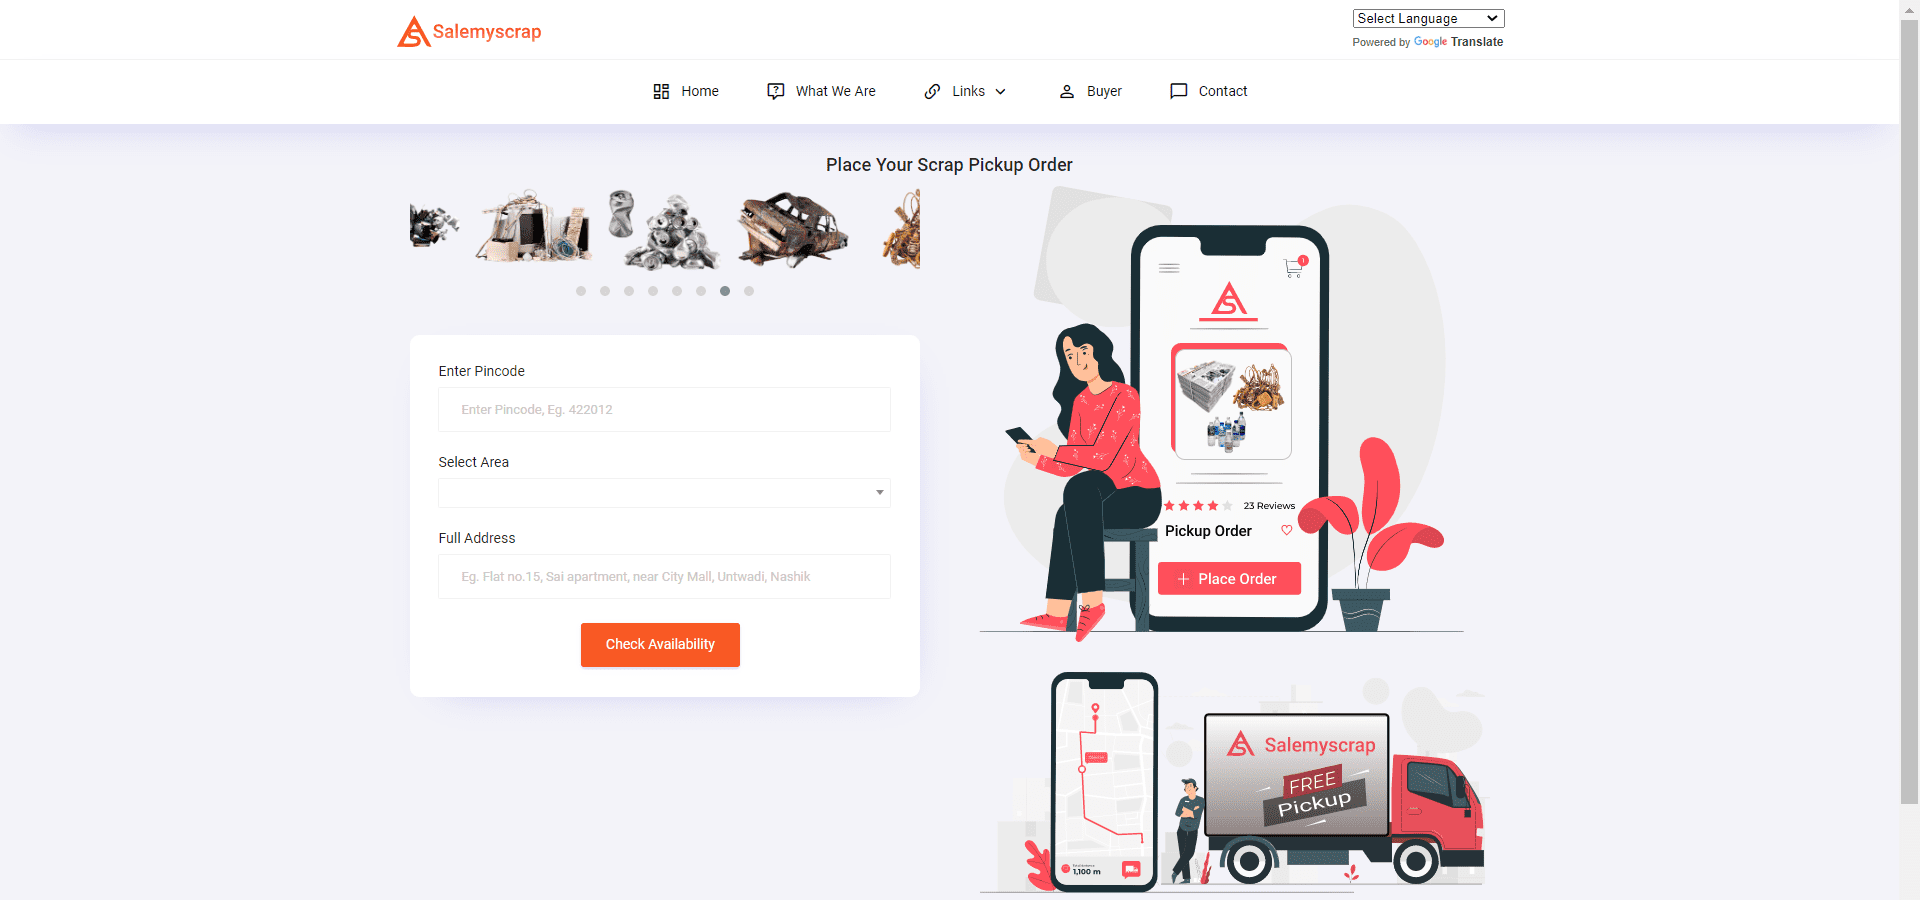 Salemyscrap
Select Language
Powered by Google Translate
Home
What We Are
Links
Buyer
Contact
Place Your Scrap Pickup Order
Enter Pincode
Enter Pincode, Eg. 422012
Select Area
Full Address
Eg. Flat no.15, Sai apartment, near City Mall, Untwadi, Nashik
Check Availability
1
23 Reviews
Pickup Order
+ Place Order
1,100 m
Salemyscrap
FREE
Pickup